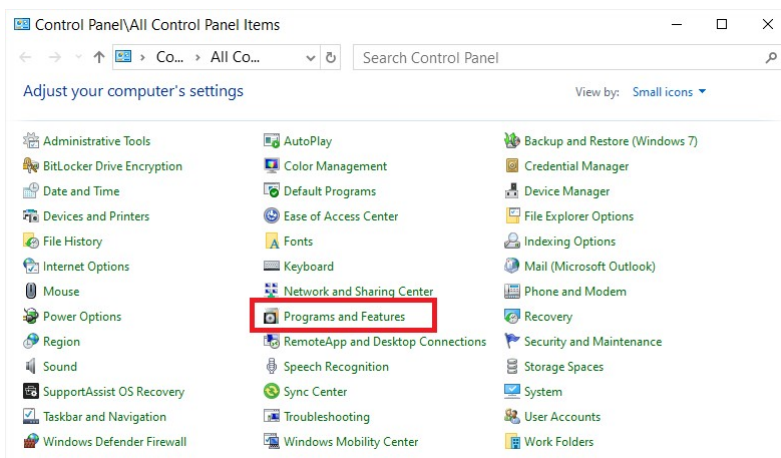 Control Panel\All Control Panel Items
Co... All Co...
Search Control Panel
Adjust your computer's settings
View by: Small icons
Administrative Tools
AutoPlay
Backup and Restore (Windows 7)
BitLocker Drive Encryption
Color Management
Credential Manager
Date and Time
Default Programs
Device Manager
Devices and Printers
Ease of Access Center
File Explorer Options
File History
Fonts
Indexing Options
Internet Options
Keyboard
Mail (Microsoft Outlook)
Mouse
Network and Sharing Center
Phone and Modem
Power Options
Programs and Features
Recovery
Region
RemoteApp and Desktop Connections
Security and Maintenance
Sound
Speech Recognition
Storage Spaces
SupportAssist OS Recovery
Sync Center
System
Taskbar and Navigation
Troubleshooting
User Accounts
Windows Defender Firewall
Windows Mobility Center
Work Folders